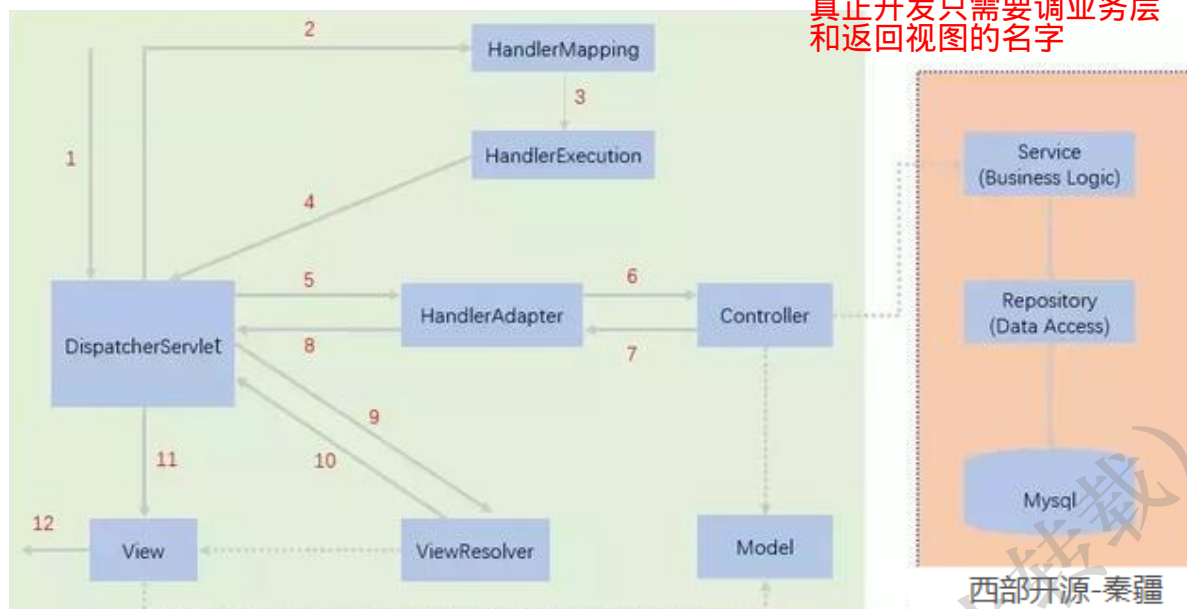 真正开发只需要调业务层
和返回视图的名字
2
HandlerMapping
3
1
HandlerExecution
Service
(Business Logic)
4
5
6
HandlerAdapter
Controller
Repository
(Data Access)
DispatcherServlet
8
7
9
10
11
Mysql
12
View
ViewResolver
Model
转载）
西部开源-秦疆